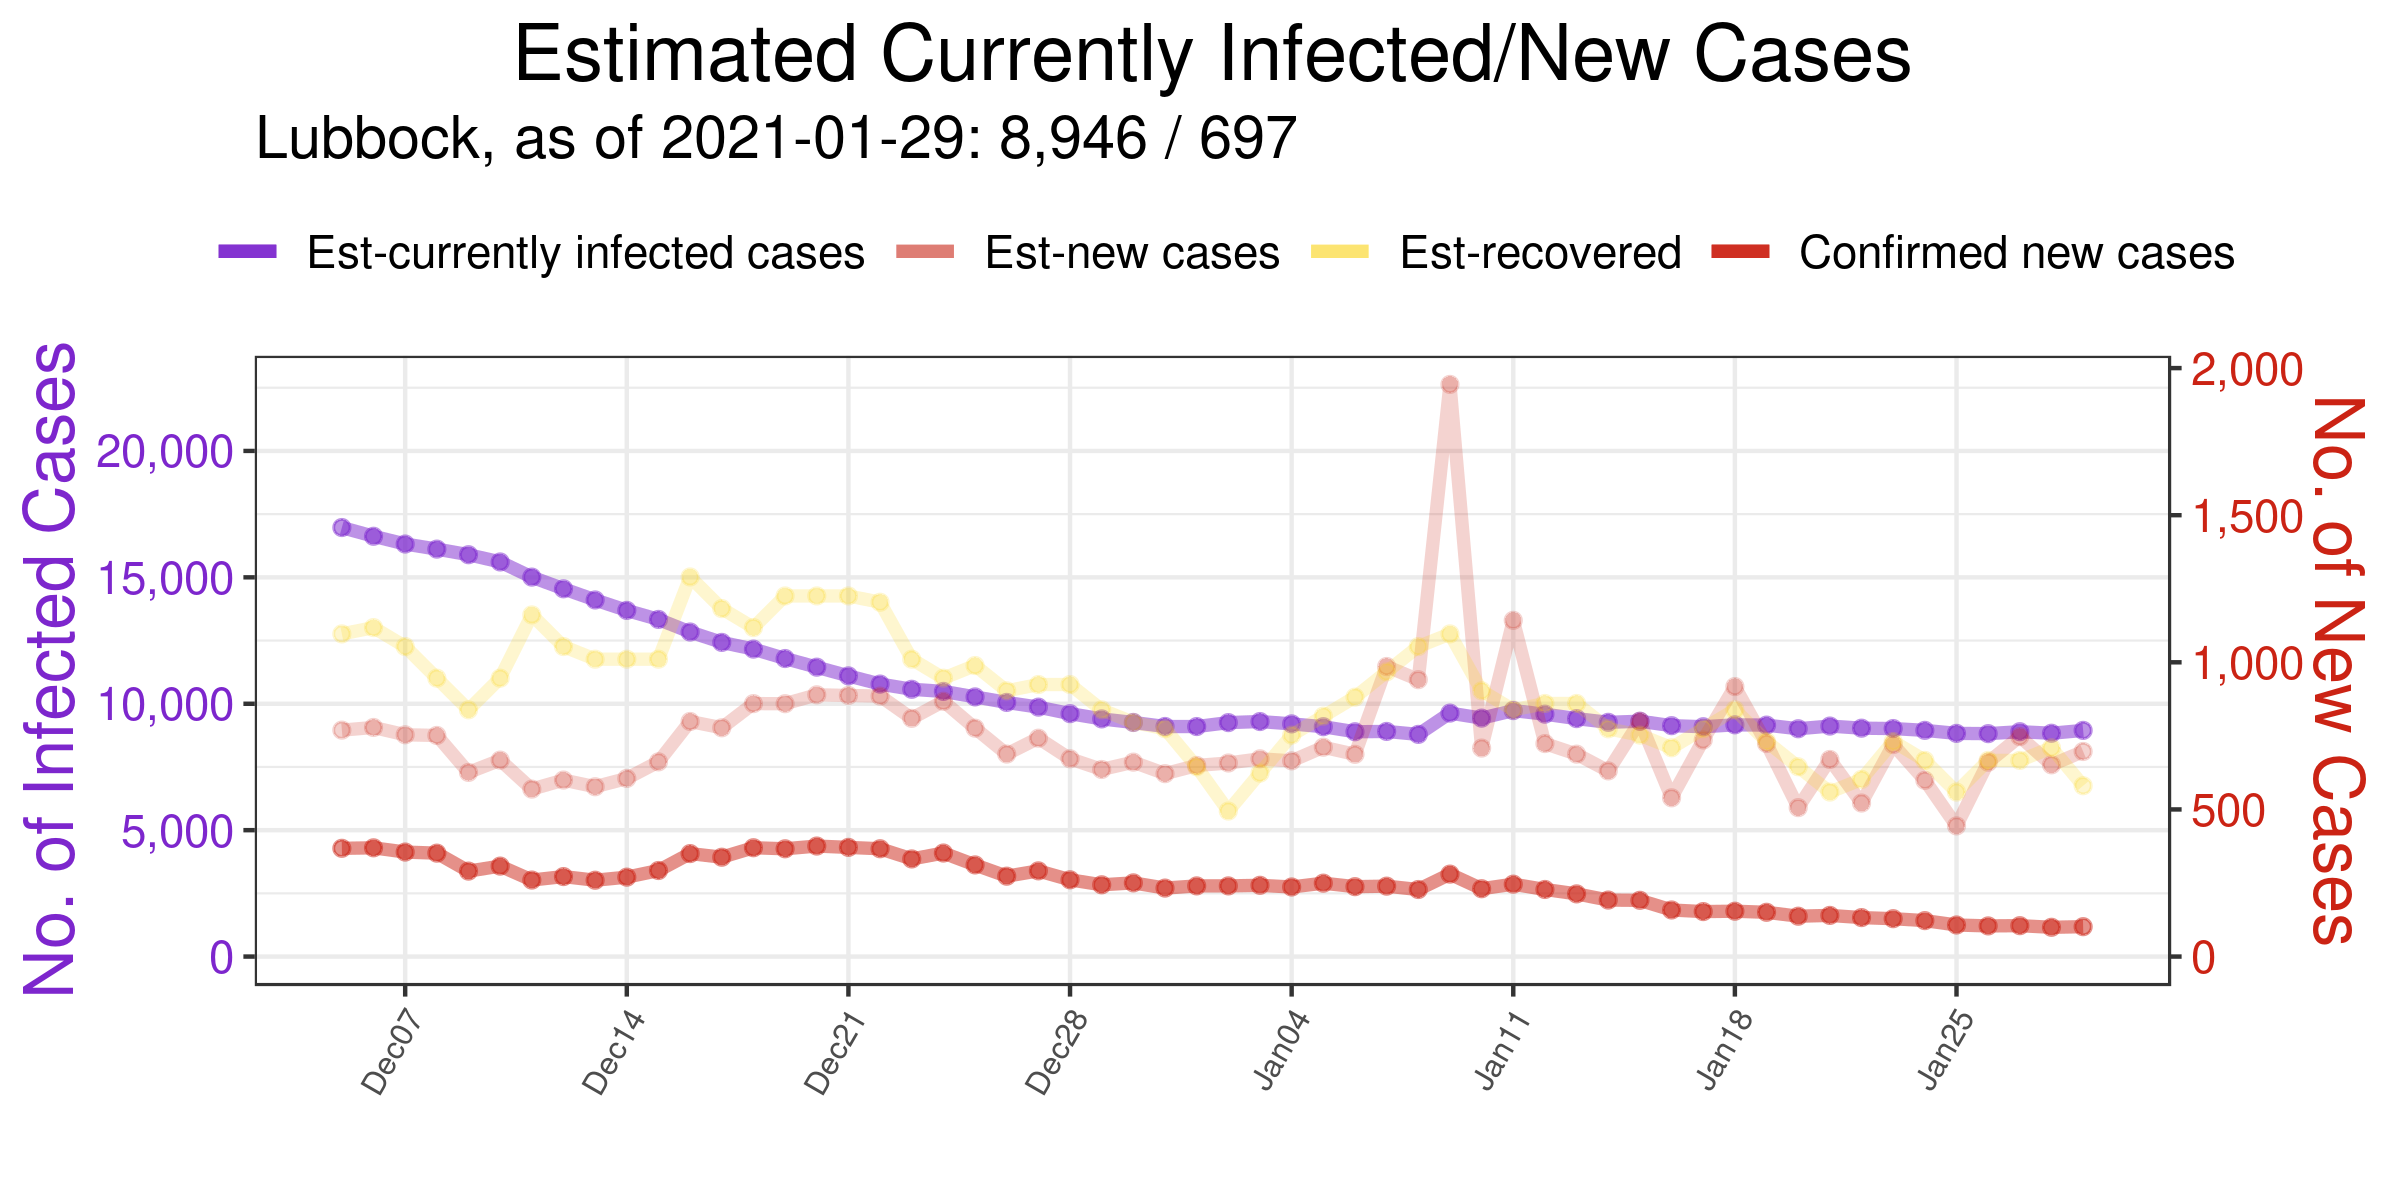 Estimated Currently Infected/New Cases
Lubbock, as of 2021-01-29: 8,946 / 697
Est-currently infected cases Est-new cases Est-recovered Confirmed new cases
No. of Infected Cases
20,000
15,000
10,000
5,000
0
2,000
1,500
1,000
500
0
No. of New Cases
Dec07 Dec14 Dec21 Dec28 Jan04 Jan11 Jan18 Jan25